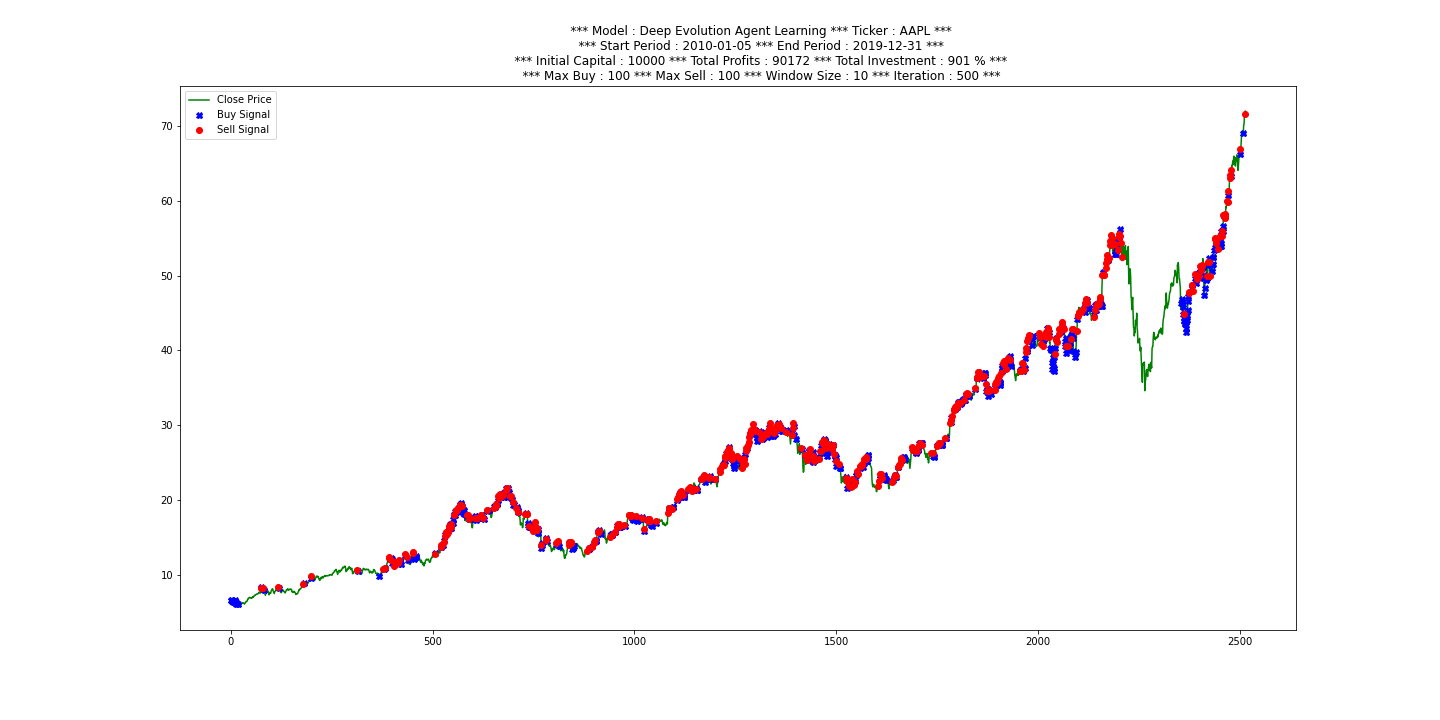 *** Model : Deep Evolution Agent Learning *** Ticker : AAPL ***
*** Start Period : 2010-01-05 *** End Period : 2019-12-31 ***
*** Initial Capital : 10000 *** Total Profits : 90172 *** Total Investment : 901 % ***
*** Max Buy : 100 *** Max Sell : 100 *** Window Size : 10 *** Iteration : 500 ***
Close Price
Buy Signal
Sell Signal
70
60
50
40
30
20
10
0 500 1000 1500 2000 2500